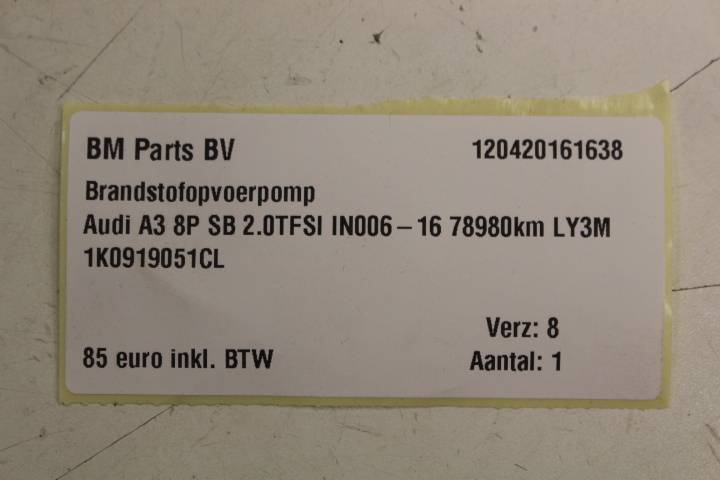 BM Parts BV 120420161638
Brandstofopvoerpomp
Audi A3 8P SB 2.0TFSI IN006 – 16 78980km LY3M
1K0919051CL
Verz: 8
85 euro inkl. BTW Aantal: 1